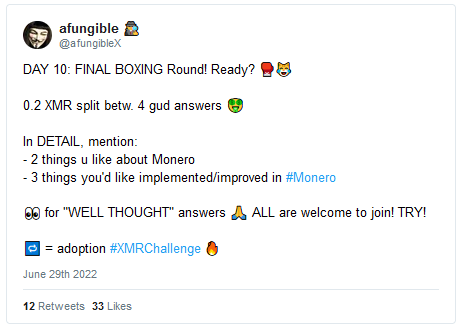 afungible 🕵️
@afungibleX
DAY 10: FINAL BOXING Round! Ready? 🥊😹
0.2 XMR split betw. 4 gud answers 🤑
In DETAIL, mention:
- 2 things u like about Monero
- 3 things you'd like implemented/improved in #Monero
👀 for "WELL THOUGHT" answers 🙏 ALL are welcome to join! TRY!
🔁 = adoption #XMRChallenge 🔥
June 29th 2022
12 Retweets 33 Likes